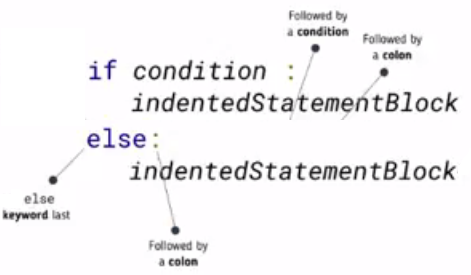 Followed by
a condition
Followed by
a colon
if condition :
indentedStatementBlock
else:
indentedStatementBlock
else
keyword last
Followed by
a colon